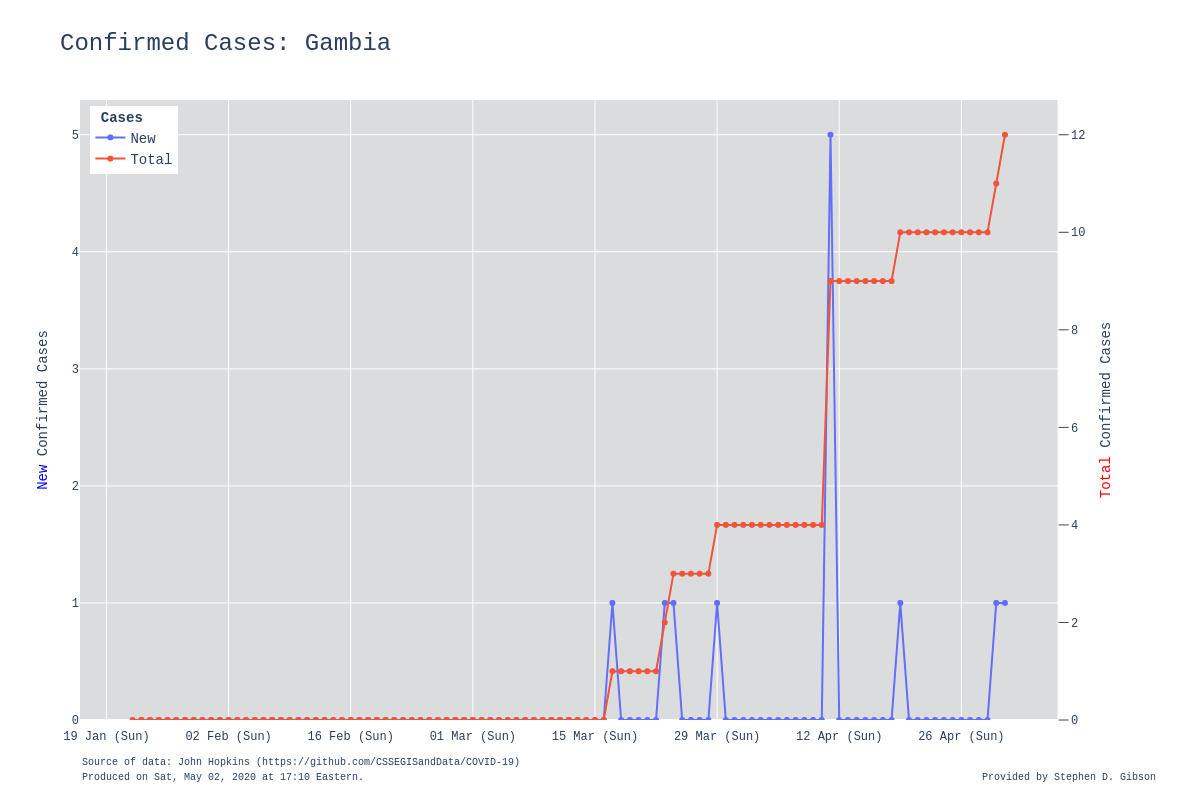 Confirmed Cases: Gambia
Cases
New
Total
5
4
3
2
1
0
12
10
8
6
4
2
0
New Confirmed Cases
Total Confirmed Cases
19 Jan (Sun)
02 Feb (Sun)
16 Feb (Sun)
01 Mar (Sun)
15 Mar (Sun)
29 Mar (Sun)
12 Apr (Sun)
26 Apr (Sun)
Source of data: John Hopkins (https://github.com/CSSEGISandData/COVID-19)
Produced on Sat, May 02, 2020 at 17:10 Eastern.
Provided by Stephen D. Gibson